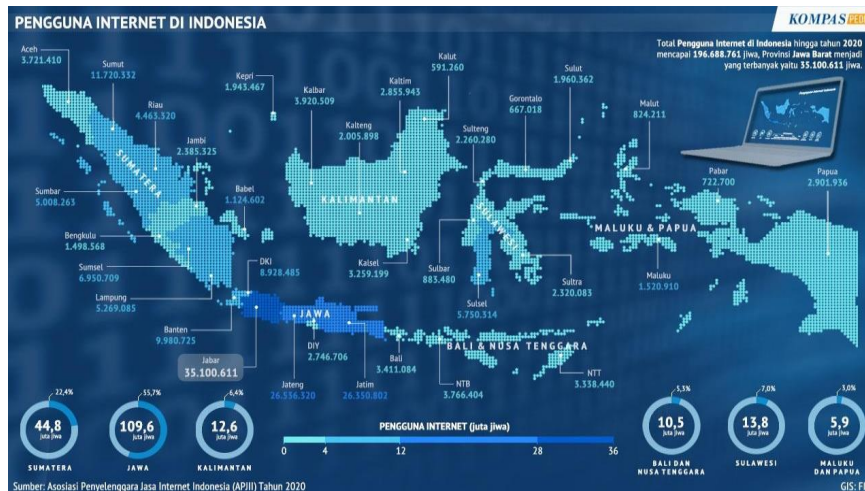 PENGGUNA INTERNET DI INDONESIA
KOMPAS
Total Pengguna Internet di Indonesia hingga tahun 2020
mencapai 196.688.761 jiwa, Provinsi Jawa Barat menjadi
yang terbanyak yaitu 35.100.611 jiwa.
Aceh
3.721.410
Sumut
11.720.332
Riau
4.463.320
Kepri
1.943.467
Jambi
2.385.325
Sumbar
5.008.263
Babel
1.124.602
Bengkulu
1.498.568
Sumsel
6.950.709
Lampung
5.269.085
SUMATERA
DKI
8.928.485
Banten
9.980.725
Jabar
35.100.611
JAWA
DIY
2.746.706
Jateng
26.536.320
Jatim
26.350.802
Kalbar
3.920.509
Kalteng
2.005.898
Kaltim
2.855.943
Kalut
591.260
Kalsel
3.259.199
KALIMANTAN
Sulteng
2.260.280
Gorontalo
667.018
Sulut
1.960.362
SULAWESI
Sulbar
883.480
Sulsel
5.750.314
Sultra
2.320.083
Malut
824.211
MALUKU & PAPUA
Maluku
1.520.910
Pabar
722.700
Papua
2.901.936
Bali
3.411.084
BALI & NUSA TENGGARA
NTB
3.766.404
NTT
3.338.440
22,4%
44,8
juta jiwa
SUMATERA
55,7%
109,6
juta jiwa
JAWA
6,4%
12,6
juta jiwa
KALIMANTAN
PENGGUNA INTERNET (juta jiwa)
0 4 12 28 36
5,3%
10,5
juta jiwa
BALI DAN
NUSA TENGGARA
7,0%
13,8
juta jiwa
SULAWESI
3,0%
5,9
juta jiwa
MALUKU
DAN PAPUA
Sumber: Asosiasi Penyelenggara Jasa Internet Indonesia (APJII) Tahun 2020
GIS: